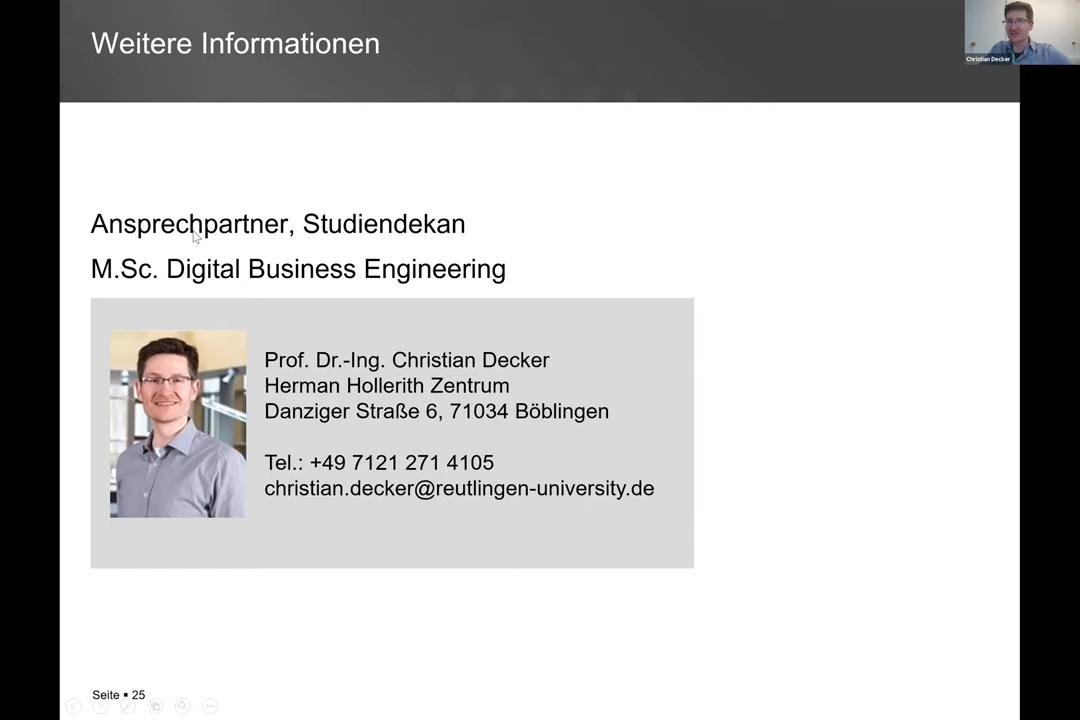 Weitere Informationen
Christian Decker
Ansprechpartner, Studiendekan
M.Sc. Digital Business Engineering
Prof. Dr.-Ing. Christian Decker
Herman Hollerith Zentrum
Danziger Straße 6, 71034 Böblingen
Tel.: +49 7121 271 4105
christian.decker@reutlingen-university.de
Seite ▪ 25